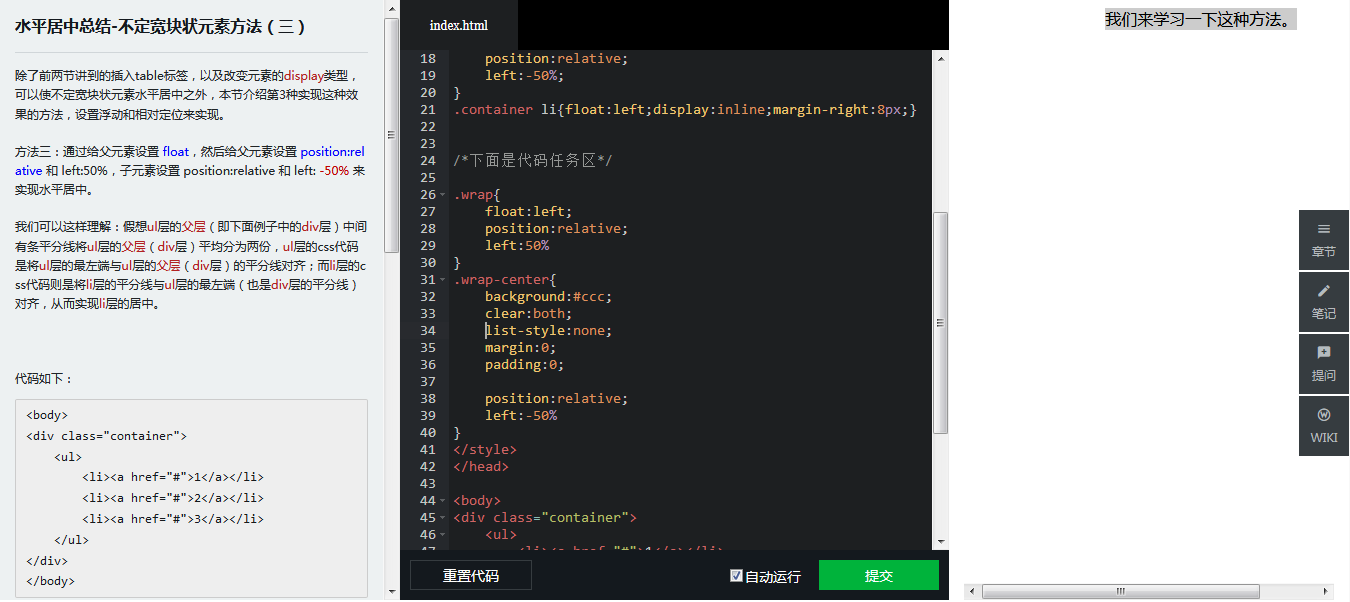 水平居中总结-不定宽块状元素方法（三）
除了前两节讲到的插入table标签，以及改变元素的display类型，
可以使不定宽块状元素水平居中之外，本节介绍第3种实现这种效
果的方法，设置浮动和相对定位来实现。
方法三：通过给父元素设置 float，然后给父元素设置 position:rel
ative 和 left:50%，子元素设置 position:relative 和 left: -50% 来
实现水平居中。
我们可以这样理解：假想ul层的父层（即下面例子中的div层）中间
有条平分线将ul层的父层（div层）平均分为两份，ul层的css代码
是将ul层的最左端与ul层的父层（div层）的平分线对齐；而li层的c
ss代码则是将li层的平分线与ul层的最左端（也是div层的平分线）
对齐，从而实现li层的居中。
代码如下：
<body>
<div class="container">
    <ul>
        <li><a href="#">1</a></li>
        <li><a href="#">2</a></li>
        <li><a href="#">3</a></li>
    </ul>
</div>
</body>
index.html
18     position:relative;
19     left:-50%;
20 }
21 .container li{float:left;display:inline;margin-right:8px;}
22
23
24 /*下面是代码任务区*/
25
26 .wrap{
27     float:left;
28     position:relative;
29     left:50%
30 }
31 .wrap-center{
32     background:#ccc;
33     clear:both;
34     list-style:none;
35     margin:0;
36     padding:0;
37
38     position:relative;
39     left:-50%
40 }
41 </style>
42 </head>
43
44 <body>
45 <div class="container">
46     <ul>
47         <li><a href="#">1</a></li>
重置代码
自动运行
提交
我们来学习一下这种方法。
章节
笔记
提问
WIKI